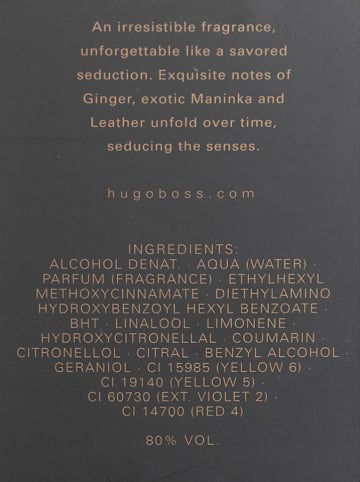 An irresistible fragrance,
unforgettable like a savored
seduction. Exquisite notes of
Ginger, exotic Maninka and
Leather unfold over time,
seducing the senses.
hugoboss.com
INGREDIENTS:
ALCOHOL DENAT. · AQUA (WATER) ·
PARFUM (FRAGRANCE) · ETHYLHEXYL
METHOXYCINNAMATE · DIETHYLAMINO
HYDROXYBENZOYL HEXYL BENZOATE ·
BHT · LINALOOL · LIMONENE ·
HYDROXYCITRONELLAL · COUMARIN ·
CITRONELLOL · CITRAL · BENZYL ALCOHOL ·
GERANIOL · CI 15985 (YELLOW 6) ·
CI 19140 (YELLOW 5) ·
CI 60730 (EXT. VIOLET 2) ·
CI 14700 (RED 4)
80% VOL.